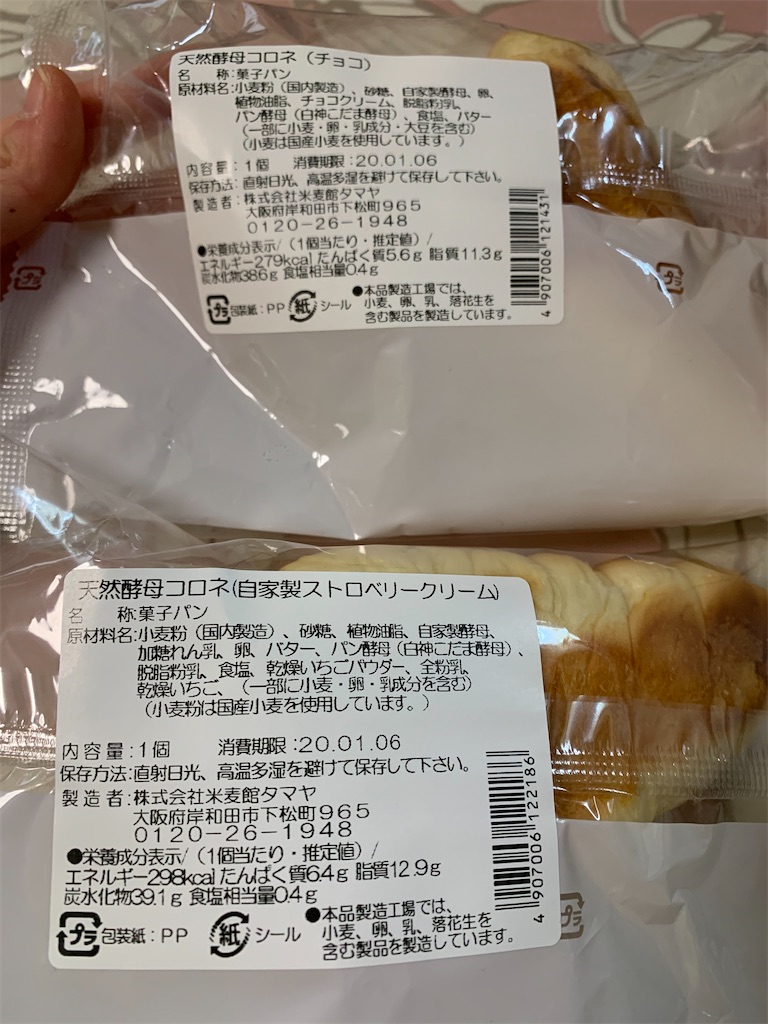 天然酵母コロネ（チョコ）
名　称:菓子パン
原材料名:小麦粉（国内製造）、砂糖、自家製酵母、卵、
植物油脂、チョコクリーム、脱脂粉乳、
パン酵母（白神こだま酵母）、食塩、バター
（一部に小麦・卵・乳成分・大豆を含む）
（小麦は国産小麦を使用しています。）
内容量:1個　消費期限:20.01.06
保存方法:直射日光、高温多湿を避けて保存して下さい。
製造者:株式会社米麦館タマヤ
大阪府岸和田市下松町965
0120-26-1948
●栄養成分表示/（1個当たり・推定値）/
エネルギー279kcal たんぱく質5.6g 脂質11.3g
炭水化物38.6g 食塩相当量0.4g
プラ 包装紙:PP 紙 シール
●本品製造工場では、
小麦、卵、乳、落花生を
含む製品を製造しています。
4 907006 121431
プラ
プラ
天然酵母コロネ(自家製ストロベリークリーム)
名　称:菓子パン
原材料名:小麦粉（国内製造）、砂糖、植物油脂、自家製酵母、
加糖れん乳、卵、バター、パン酵母（白神こだま酵母）、
脱脂粉乳、食塩、乾燥いちごパウダー、全粉乳、
乾燥いちご、（一部に小麦・卵・乳成分を含む）
（小麦粉は国産小麦を使用しています。）
内容量:1個　消費期限:20.01.06
保存方法:直射日光、高温多湿を避けて保存して下さい。
製造者:株式会社米麦館タマヤ
大阪府岸和田市下松町965
0120-26-1948
●栄養成分表示/（1個当たり・推定値）/
エネルギー298kcal たんぱく質6.4g 脂質12.9g
炭水化物39.1g 食塩相当量0.4g
プラ 包装紙:PP 紙 シール
●本品製造工場では、
小麦、卵、乳、落花生を
含む製品を製造しています。
4 907006 122186
プラ